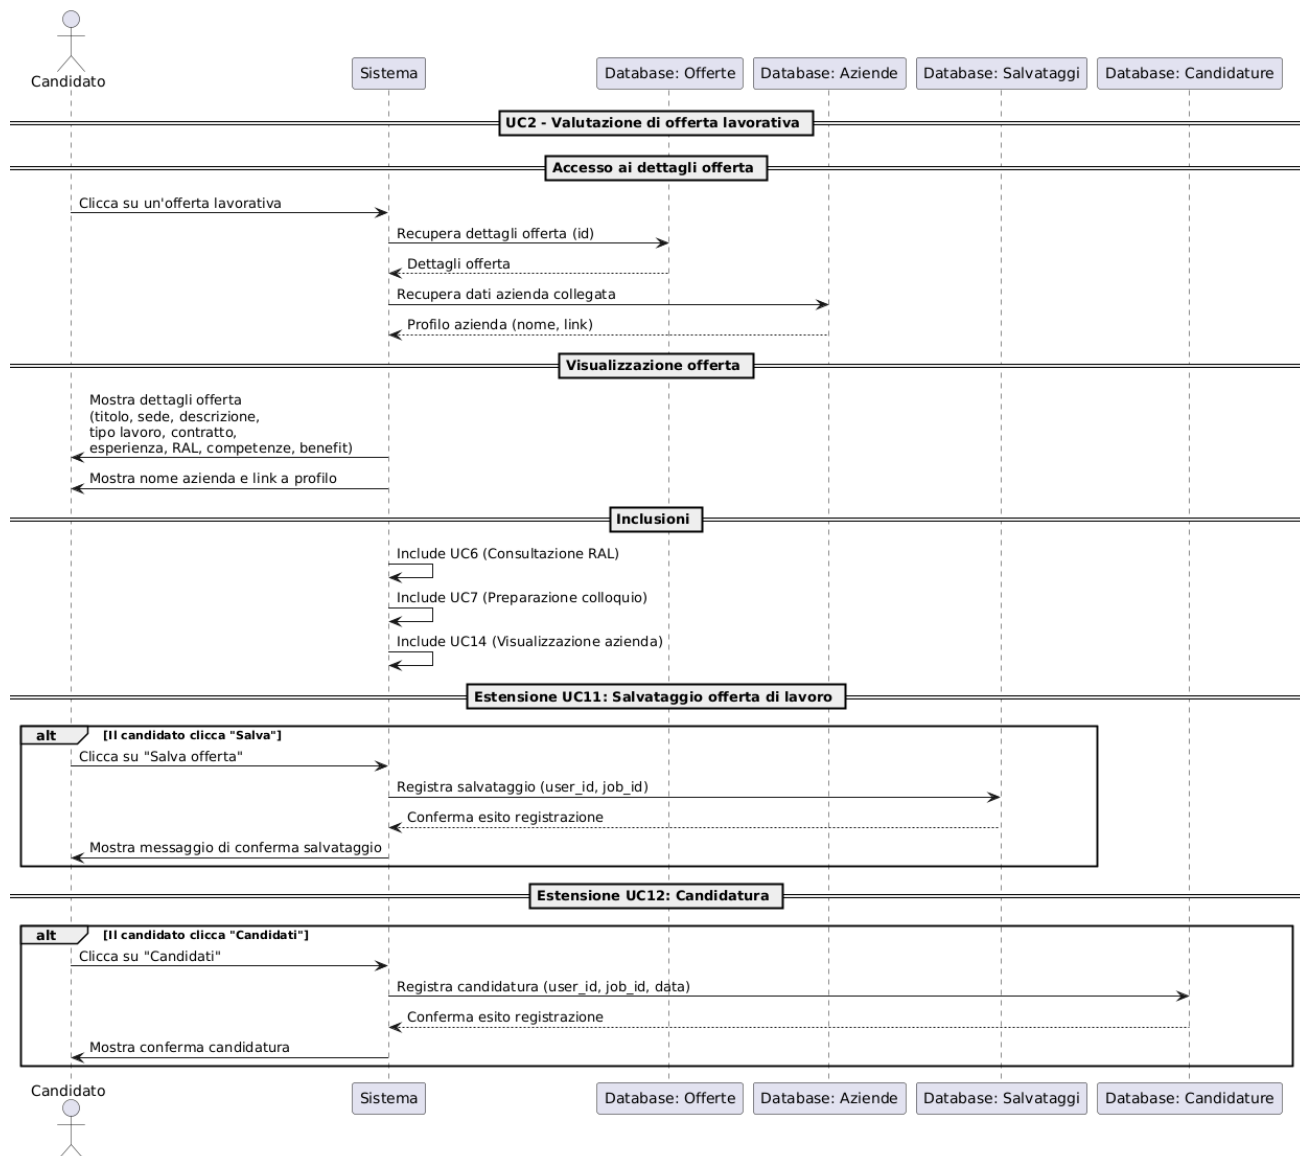 Candidato
Sistema
Database: Offerte
Database: Aziende
Database: Salvataggi
Database: Candidature
UC2 - Valutazione di offerta lavorativa
Accesso ai dettagli offerta
Clicca su un'offerta lavorativa
Recupera dettagli offerta (id)
Dettagli offerta
Recupera dati azienda collegata
Profilo azienda (nome, link)
Visualizzazione offerta
Mostra dettagli offerta
(titolo, sede, descrizione,
tipo lavoro, contratto,
esperienza, RAL, competenze, benefit)
Mostra nome azienda e link a profilo
Inclusioni
Include UC6 (Consultazione RAL)
Include UC7 (Preparazione colloquio)
Include UC14 (Visualizzazione azienda)
Estensione UC11: Salvataggio offerta di lavoro
alt [Il candidato clicca "Salva"]
Clicca su "Salva offerta"
Registra salvataggio (user_id, job_id)
Conferma esito registrazione
Mostra messaggio di conferma salvataggio
Estensione UC12: Candidatura
alt [Il candidato clicca "Candidati"]
Clicca su "Candidati"
Registra candidatura (user_id, job_id, data)
Conferma esito registrazione
Mostra conferma candidatura
Candidato
Sistema
Database: Offerte
Database: Aziende
Database: Salvataggi
Database: Candidature